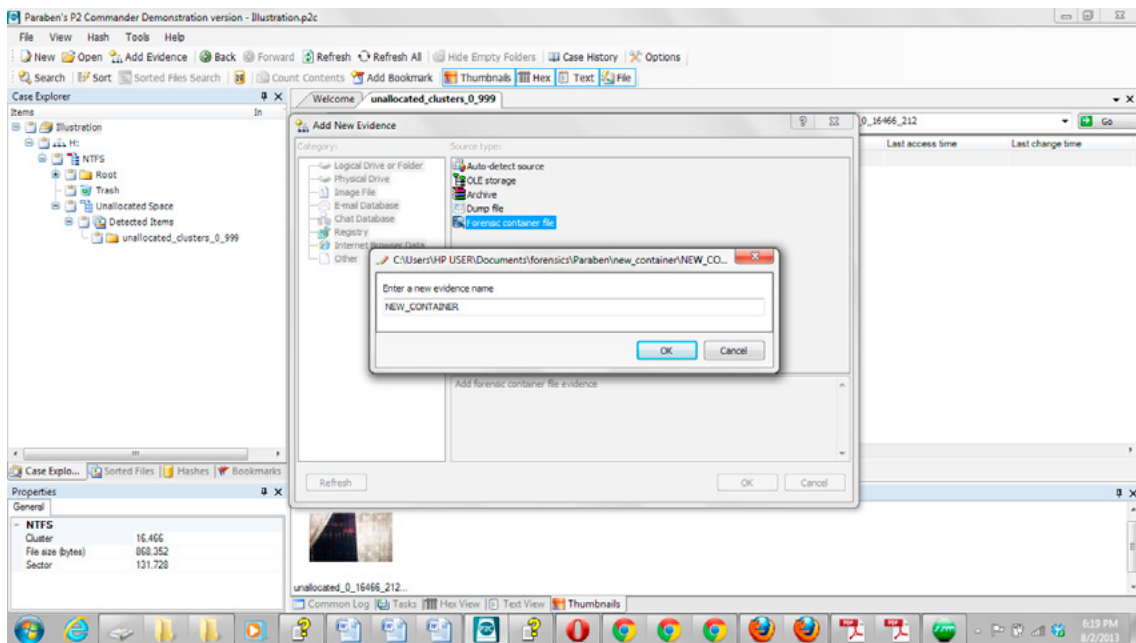 Paraben's P2 Commander Demonstration version - Illustration.p2c
File View Hash Tools Help
New Open Add Evidence Back Forward Refresh Refresh All Hide Empty Folders Case History Options
Search Sort Sorted Files Search Count Contents Add Bookmark Thumbnails Hex Text File
Case Explorer
Items In
Illustration
H:
NTFS
Root
Trash
Unallocated Space
Detected Items
unallocated_clusters_0_999
Case Explo... Sorted Files Hashes Bookmarks
Properties
General
NTFS
Cluster 16.466
File size (bytes) 868.352
Sector 131.728
Welcome unallocated_clusters_0_999
0_16466_212 Go
Last access time Last change time
Add New Evidence
Category: Source type:
Logical Drive or Folder
Physical Drive
Image File
E-mail Database
Chat Database
Registry
Internet Browser Data
Other
Auto-detect source
OLE storage
Archive
Dump file
Forensic container file
C:\Users\HP USER\Documents\forensics\Paraben\new_container\NEW_CO...
Enter a new evidence name
NEW_CONTAINER
OK Cancel
Add forensic container file evidence
Refresh OK Cancel
unallocated_0_16466_212...
Common Log Tasks Hex View Text View Thumbnails
6:19 PM
8/2/2013